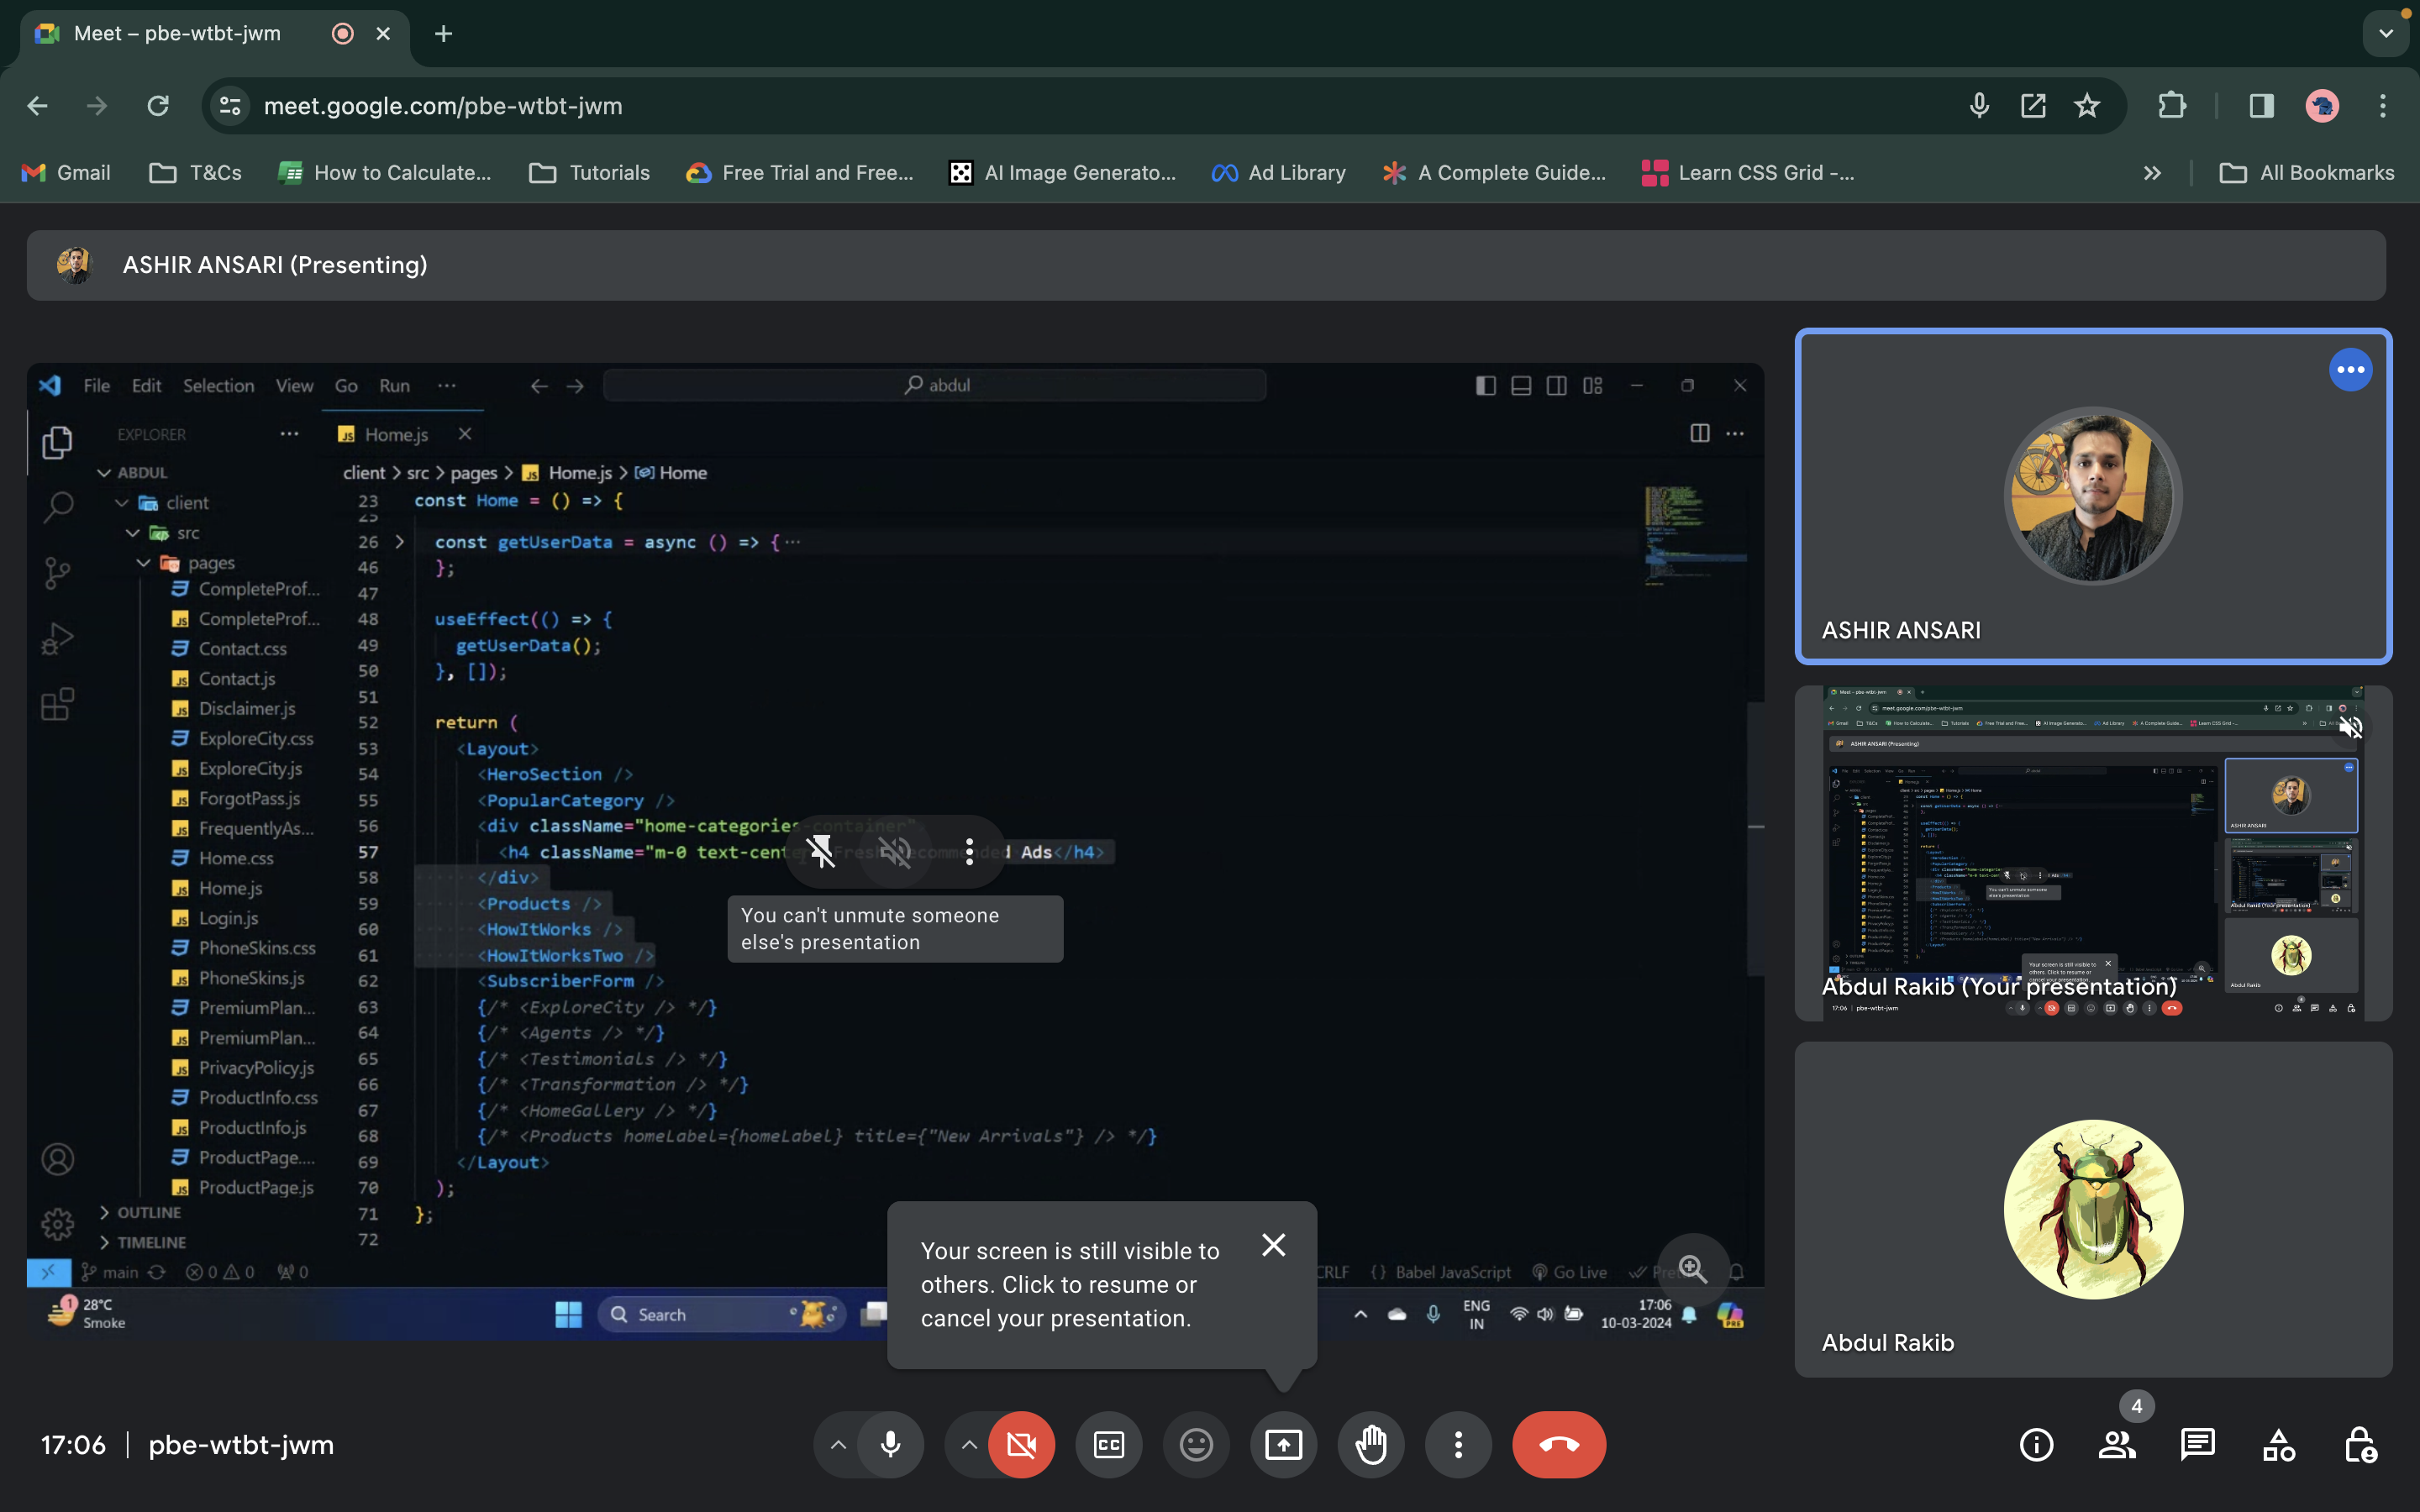 Meet – pbe-wtbt-jwm
meet.google.com/pbe-wtbt-jwm
Gmail
T&Cs
How to Calculate...
Tutorials
Free Trial and Free...
AI Image Generato...
Ad Library
A Complete Guide...
Learn CSS Grid -...
All Bookmarks
ASHIR ANSARI (Presenting)
File Edit Selection View Go Run ···
abdul
EXPLORER
Home.js
ABDUL
client
src
pages
CompleteProf...
CompleteProf...
Contact.css
Contact.js
Disclaimer.js
ExploreCity.css
ExploreCity.js
ForgotPass.js
FrequentlyAs...
Home.css
Home.js
Login.js
PhoneSkins.css
PhoneSkins.js
PremiumPlan...
PremiumPlan...
PrivacyPolicy.js
ProductInfo.css
ProductInfo.js
ProductPage....
ProductPage.js
OUTLINE
TIMELINE
client > src > pages > Home.js > Home
23 const Home = () => {
25
26 const getUserData = async () => {···
46 };
47
48 useEffect(() => {
49 getUserData();
50 }, []);
51
52 return (
53 <Layout>
54 <HeroSection />
55 <PopularCategory />
56 <div className="home-categories-container">
57 <h4 className="m-0 text-cent Fresh Recommended Ads</h4>
58 </div>
59 <Products />
60 <HowItWorks />
61 <HowItWorksTwo />
62 <SubscriberForm />
63 {/* <ExploreCity /> */}
64 {/* <Agents /> */}
65 {/* <Testimonials /> */}
66 {/* <Transformation /> */}
67 {/* <HomeGallery /> */}
68 {/* <Products homeLabel={homeLabel} title={"New Arrivals"} /> */}
69 </Layout>
70 );
71 };
72
You can't unmute someone
else's presentation
main 0 0 0
CRLF {} Babel JavaScript Go Live
1 28°C
Smoke
Search
ENG
IN
17:06
10-03-2024
PRE
Your screen is still visible to
others. Click to resume or
cancel your presentation.
ASHIR ANSARI
Abdul Rakib (Your presentation)
Abdul Rakib
17:06 | pbe-wtbt-jwm
CC
4